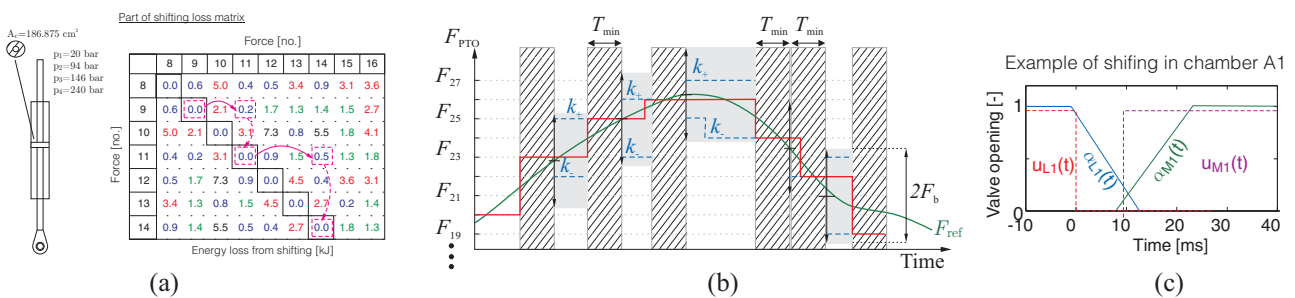 Part of shifting loss matrix
A_c=186.875 cm²
p₁=20 bar
p₂=94 bar
p₃=146 bar
p₄=240 bar
Force [no.]
8 9 10 11 12 13 14 15 16
8 0.0 0.6 5.0 0.4 0.5 3.4 0.9 3.1 3.6
9 0.6 0.0 2.1 0.2 1.7 1.3 1.4 1.5 2.7
10 5.0 2.1 0.0 3.1 7.3 0.8 5.5 1.8 4.1
11 0.4 0.2 3.1 0.0 0.9 1.5 0.5 1.3 1.8
12 0.5 1.7 7.3 0.9 0.0 4.5 0.4 3.6 3.1
13 3.4 1.3 0.8 1.5 4.5 0.0 2.7 0.2 1.4
14 0.9 1.4 5.5 0.5 0.4 2.7 0.0 1.8 1.3
Force [no.]
Energy loss from shifting [kJ]
(a)
F_PTO
T_min
T_min T_min
F₂₇
F₂₅
F₂₃
F₂₁
F₁₉
k₊
k₋
k₊
k₋
k₊
k₋
2F_b
F_ref
Time
(b)
Example of shifing in chamber A1
Valve opening [-]
1
0
u_L1(t)
α_L1(t)
α_M1(t)
u_M1(t)
-10 0 10 20 30 40
Time [ms]
(c)